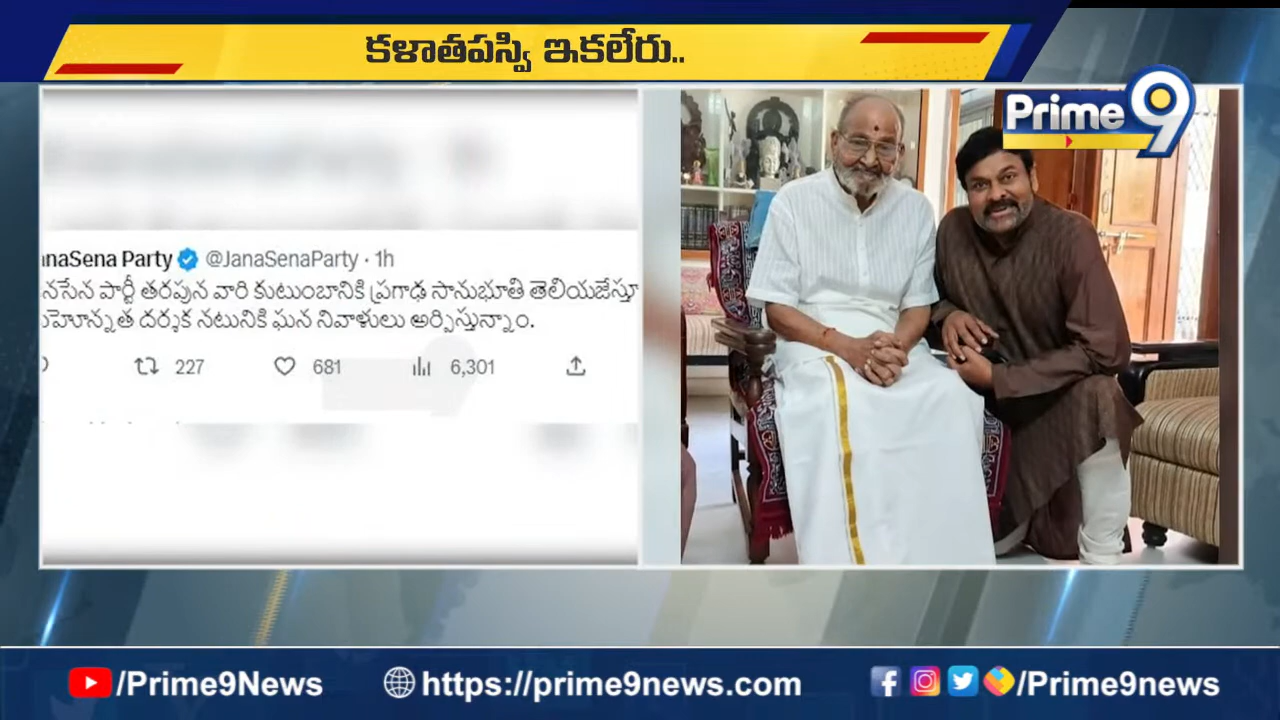 కళాతపస్వి ఇకలేరు..
Prime9
anaSena Party @JanaSenaParty · 1h
నసేన పార్టీ తరపున వారి కుటుంబానికి ప్రగాఢ సానుభూతి తెలియజేస్తూ
హోన్నత దర్శక నటునికి ఘన నివాళులు అర్పిస్తున్నాం.
227 681 6,301
/Prime9News https://prime9news.com /Prime9news